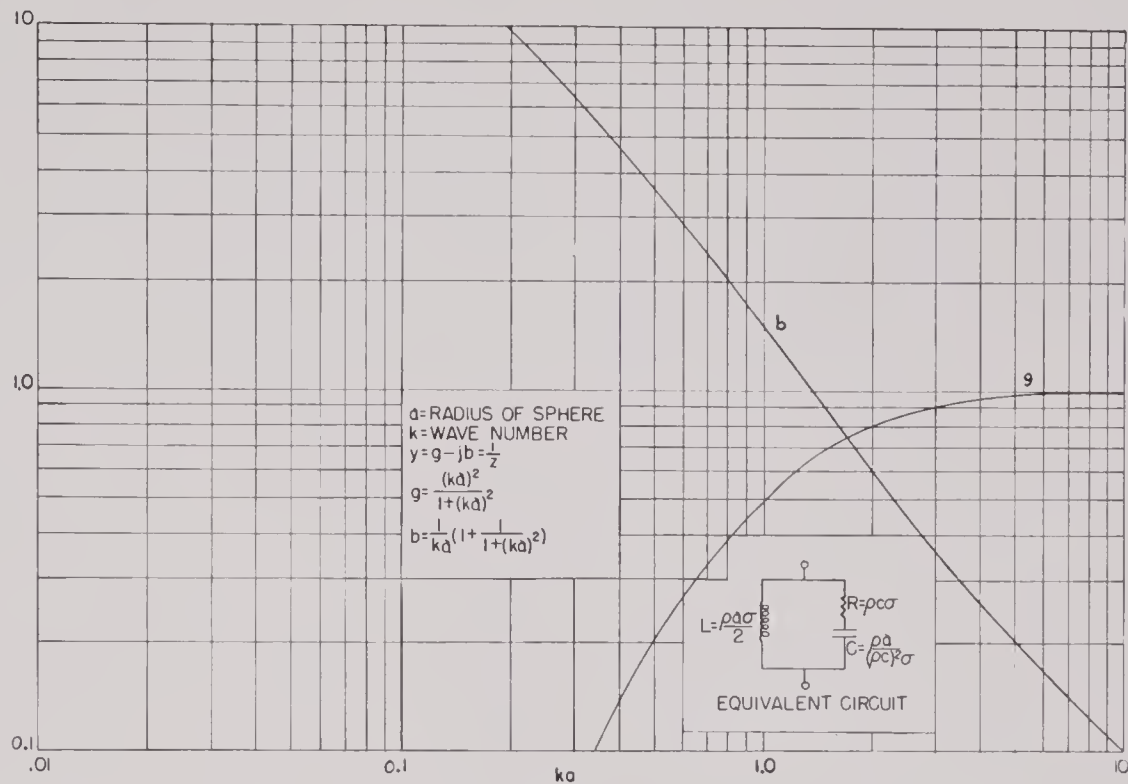 10
1.0
0.1
.01
0.1
ka
1.0
10
b
g
a=RADIUS OF SPHERE
k=WAVE NUMBER
y=g-jb=1/z
g=(ka)²/1+(ka)²
b=1/ka(1+1/1+(ka)²)
L=ρaσ/2
R=ρcσ
C=ρa/(ρc)²σ
EQUIVALENT CIRCUIT